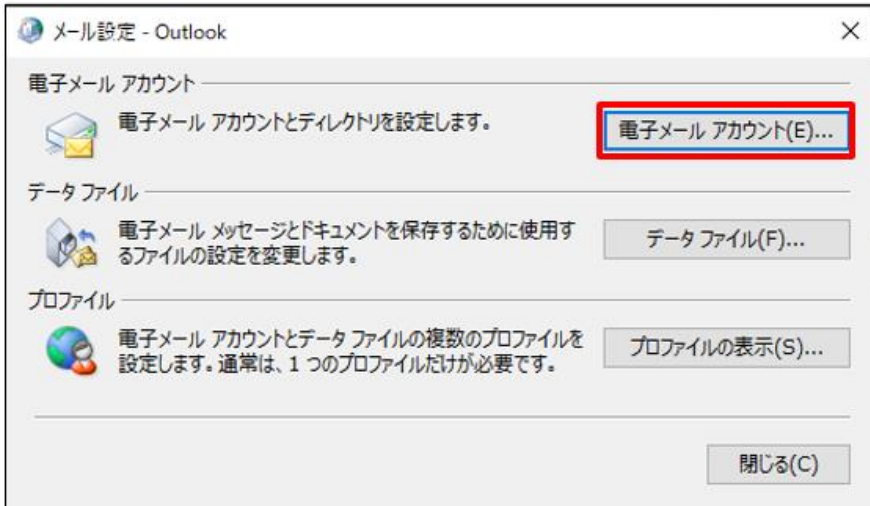 メール設定 - Outlook
電子メール アカウント
電子メール アカウントとディレクトリを設定します。
電子メール アカウント(E)...
データ ファイル
電子メール メッセージとドキュメントを保存するために使用す
るファイルの設定を変更します。
データ ファイル(F)...
プロファイル
電子メール アカウントとデータ ファイルの複数のプロファイルを
設定します。通常は、1 つのプロファイルだけが必要です。
プロファイルの表示(S)...
閉じる(C)